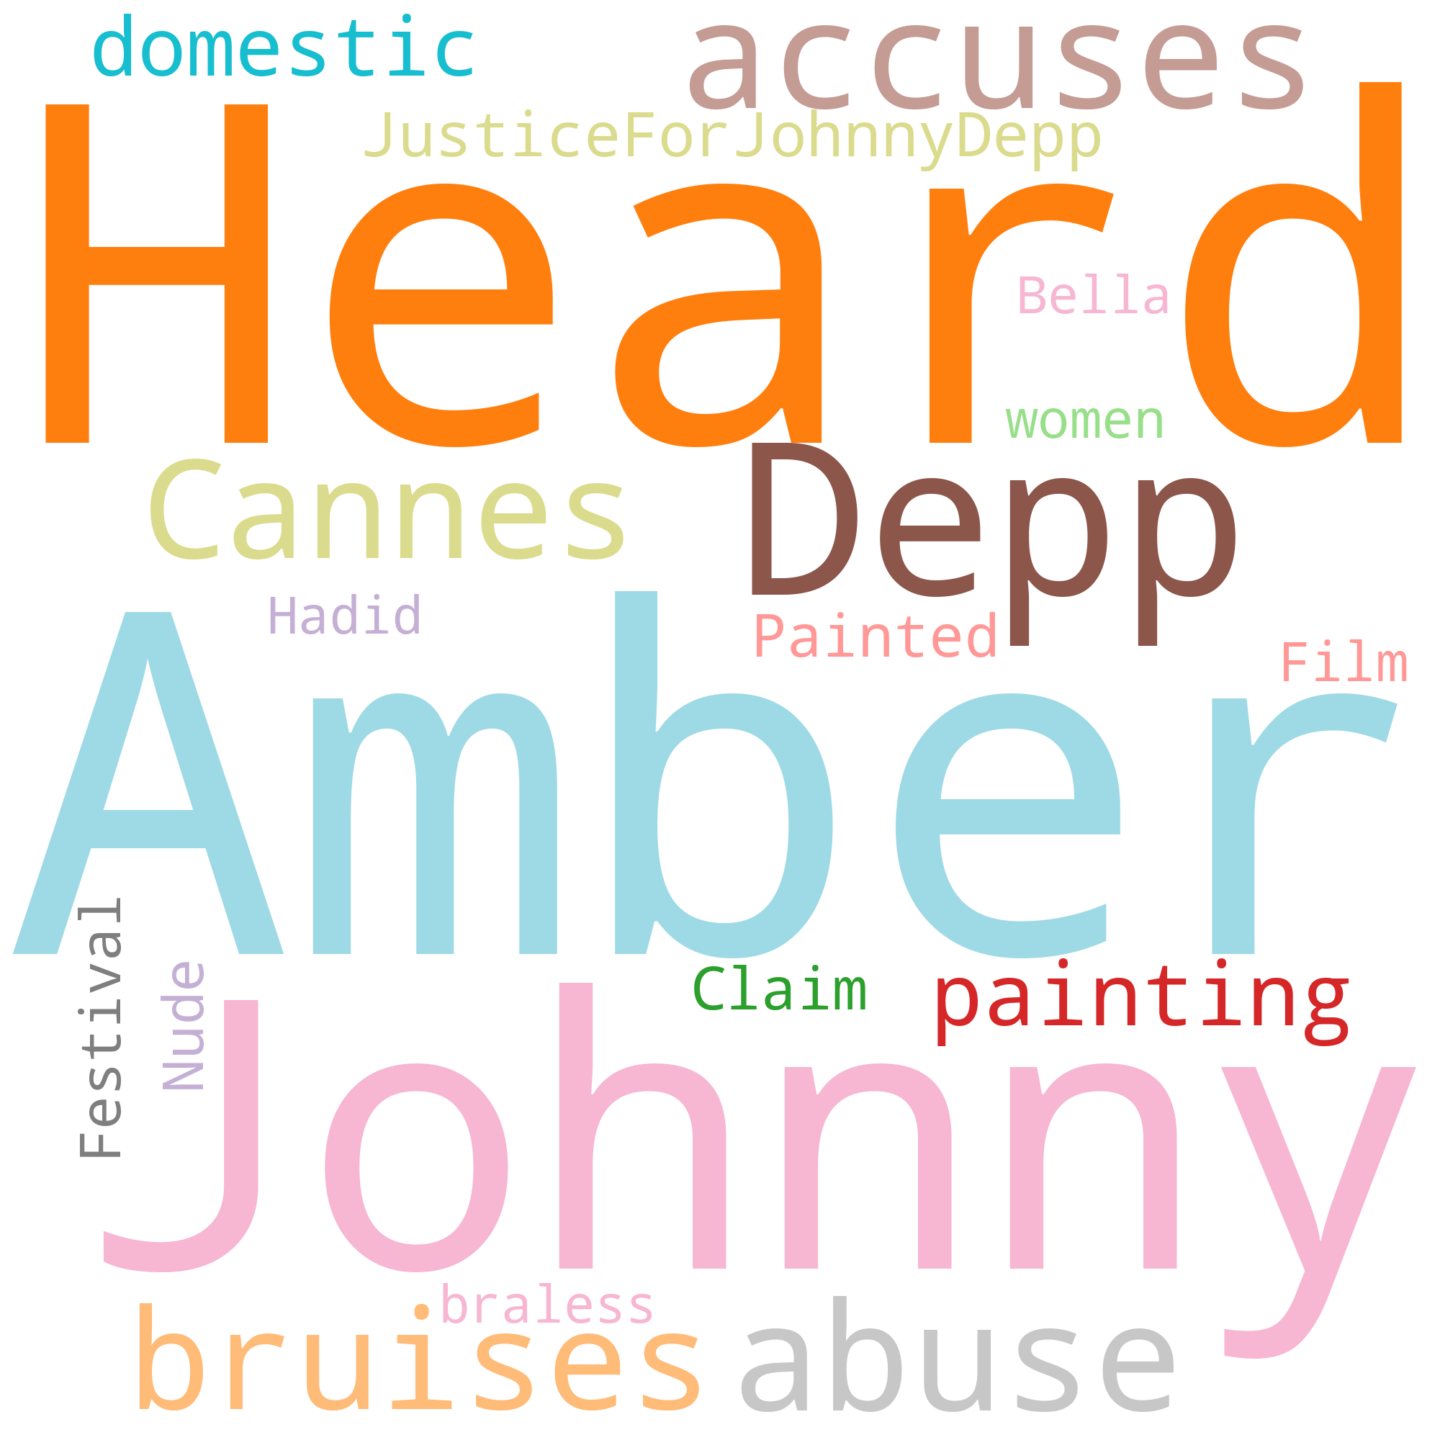 domestic
accuses
JusticeForJohnnyDepp
Heard
Bella
women
Cannes
Depp
Hadid
Painted
Film
Amber
Festival
Nude
Claim
painting
Johnny
braless
bruises
abuse